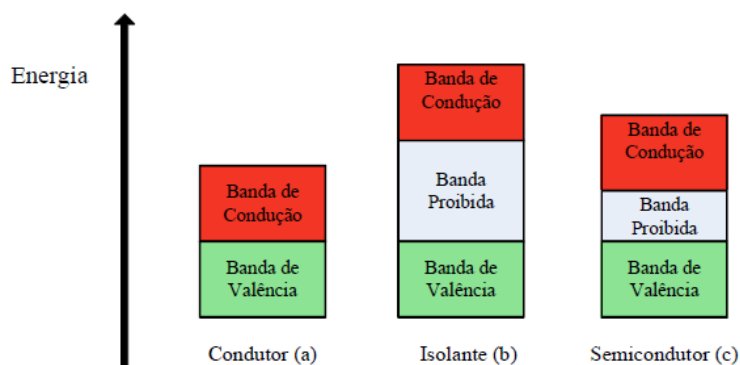 Energia
Banda de
Condução
Banda de
Valência
Condutor (a)
Banda de
Condução
Banda
Proibida
Banda de
Valência
Isolante (b)
Banda de
Condução
Banda
Proibida
Banda de
Valência
Semicondutor (c)